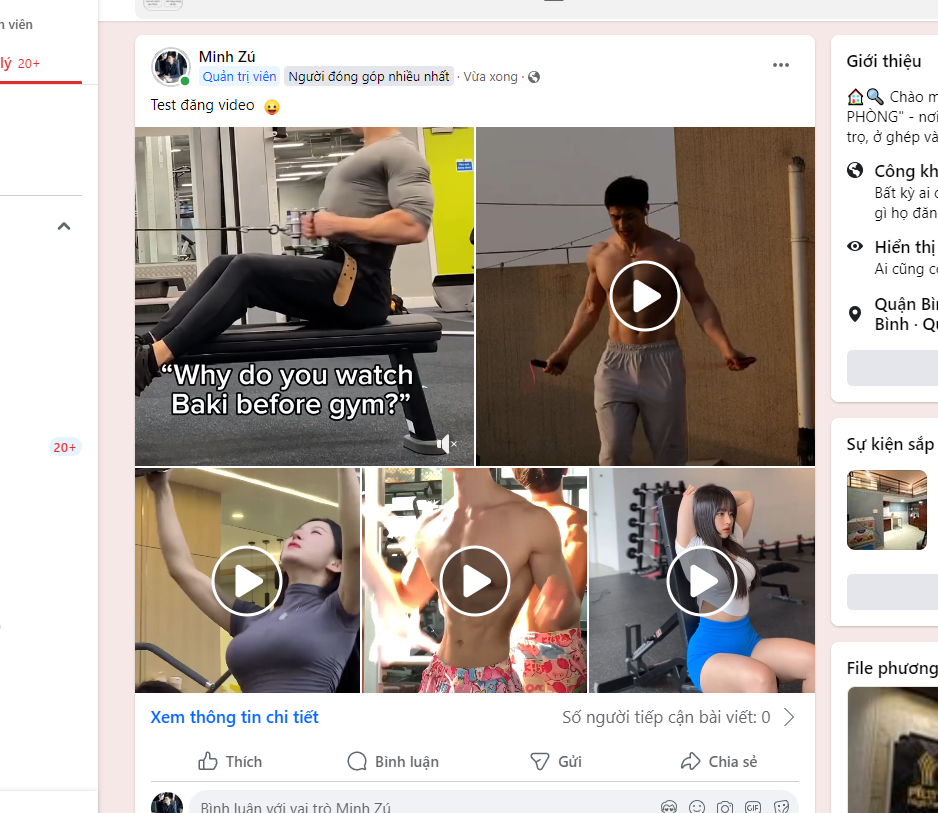 n viên
lý 20+
20+
Minh Zú
Quản trị viên Người đóng góp nhiều nhất · Vừa xong ·
Test đăng video 😛
“Why do you watch
Baki before gym?”
Xem thông tin chi tiết
Số người tiếp cận bài viết: 0
Thích
Bình luận
Gửi
Chia sẻ
Bình luận với vai trò Minh Zú
GIF
Giới thiệu
🏠🔍 Chào m
PHÒNG" - nơi
trọ, ở ghép và
Công kh
Bất kỳ ai c
gì họ đăn
Hiển thị
Ai cũng c
Quận Bì
Bình · Qu
Sự kiện sắp
File phương